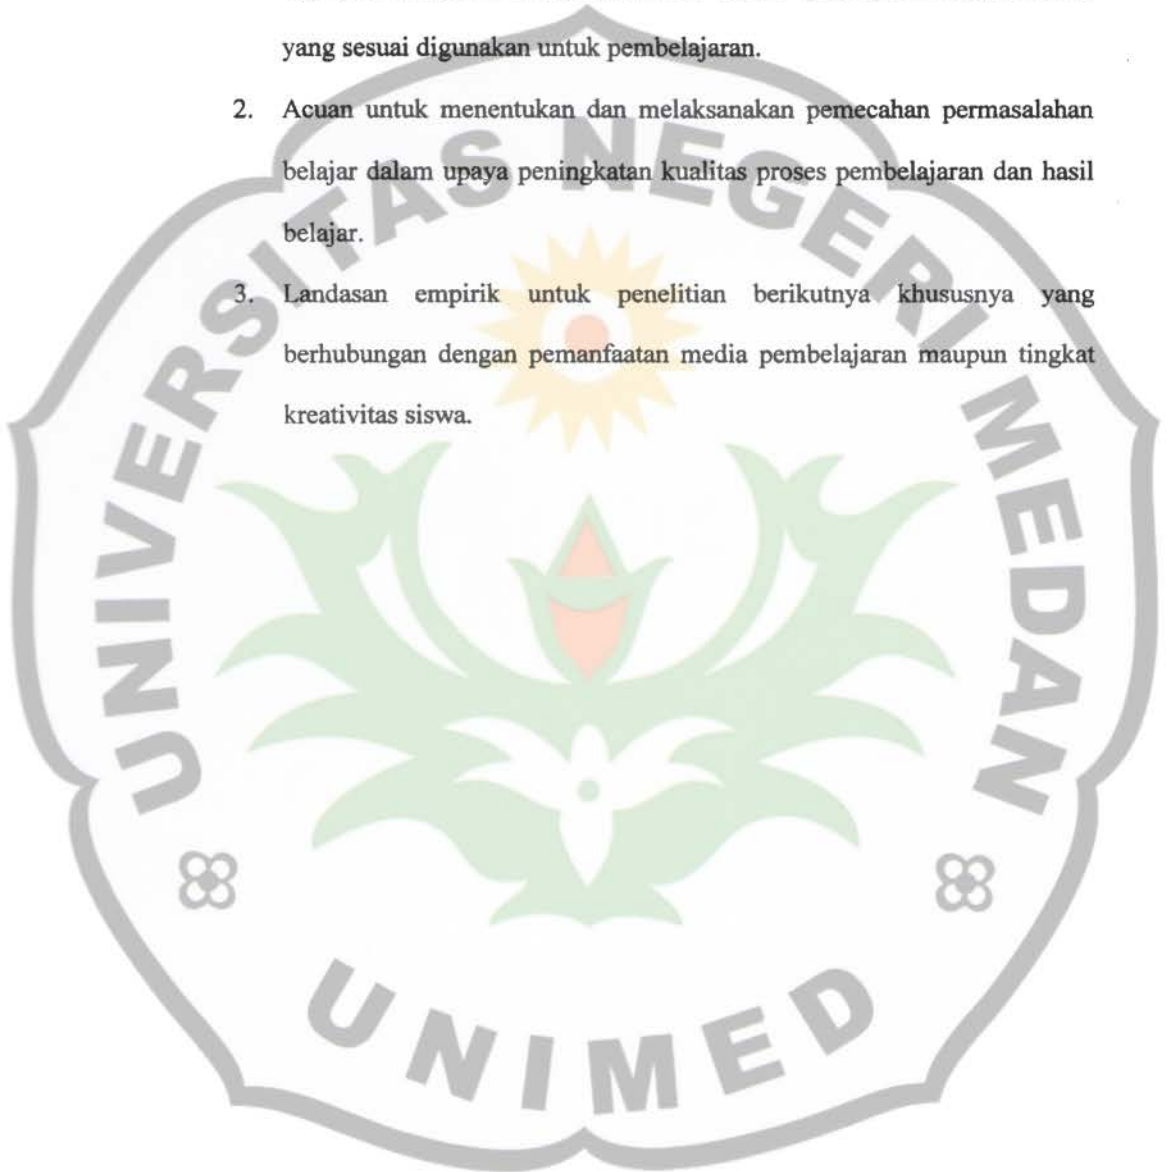 yang sesuai digunakan untuk pembelajaran.
2. Acuan untuk menentukan dan melaksanakan pemecahan permasalahan
belajar dalam upaya peningkatan kualitas proses pembelajaran dan hasil
belajar.
3. Landasan empirik untuk penelitian berikutnya khususnya yang
berhubungan dengan pemanfaatan media pembelajaran maupun tingkat
kreativitas siswa.
UNIVERSITAS NEGERI MEDAN
UNIMED